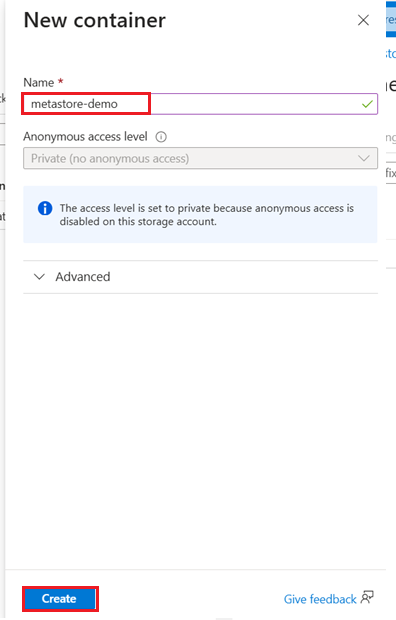 New container
Name *
metastore-demo
Anonymous access level
Private (no anonymous access)
The access level is set to private because anonymous access is
disabled on this storage account.
Advanced
Create
Give feedback